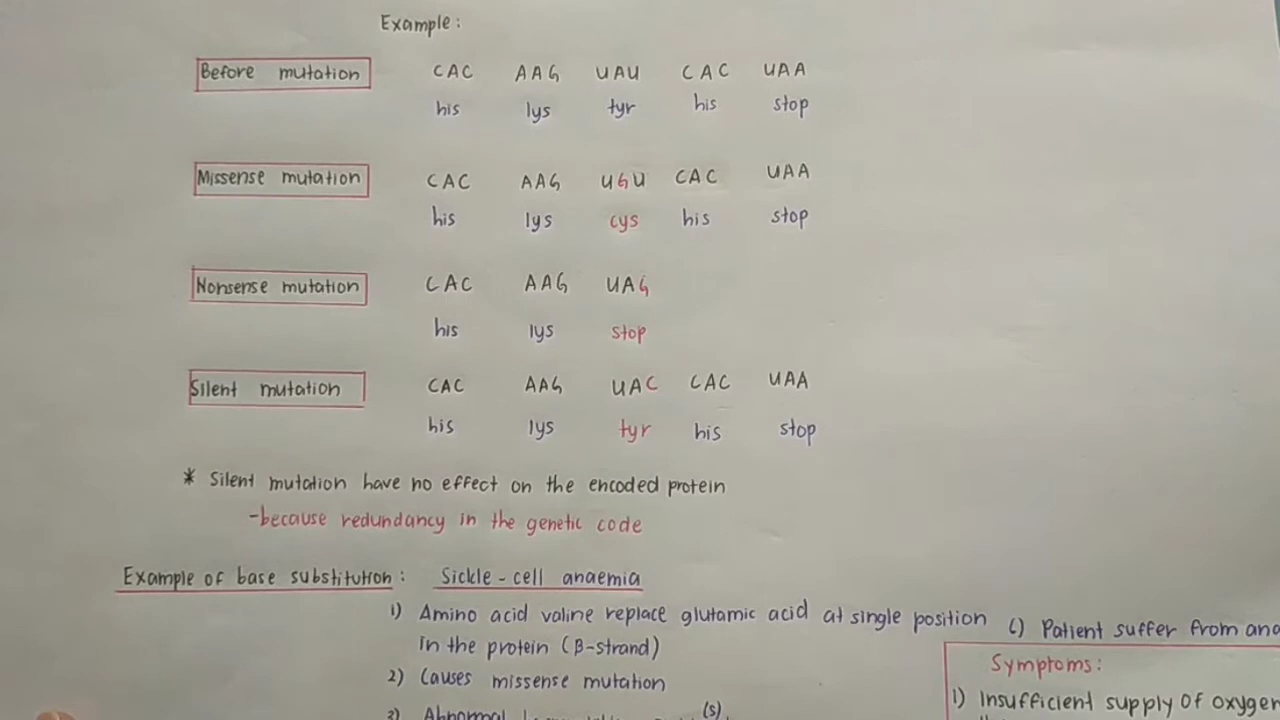 Example :
Before mutation CAC AAG UAU CAC UAA
his lys tyr his stop
Missense mutation CAC AAG UGU CAC UAA
his lys cys his stop
Nonsense mutation CAC AAG UAG
his lys stop
Silent mutation CAC AAG UAC CAC UAA
his lys tyr his stop
* Silent mutation have no effect on the encoded protein
-because redundancy in the genetic code
Example of base substitution : Sickle-cell anaemia
1) Amino acid valine replace glutamic acid at single position
in the protein (β-strand)
2) Causes missense mutation
3) Abnormal
(s)
6) Patient suffer from
Symptoms :
1) Insufficient supply of oxygen